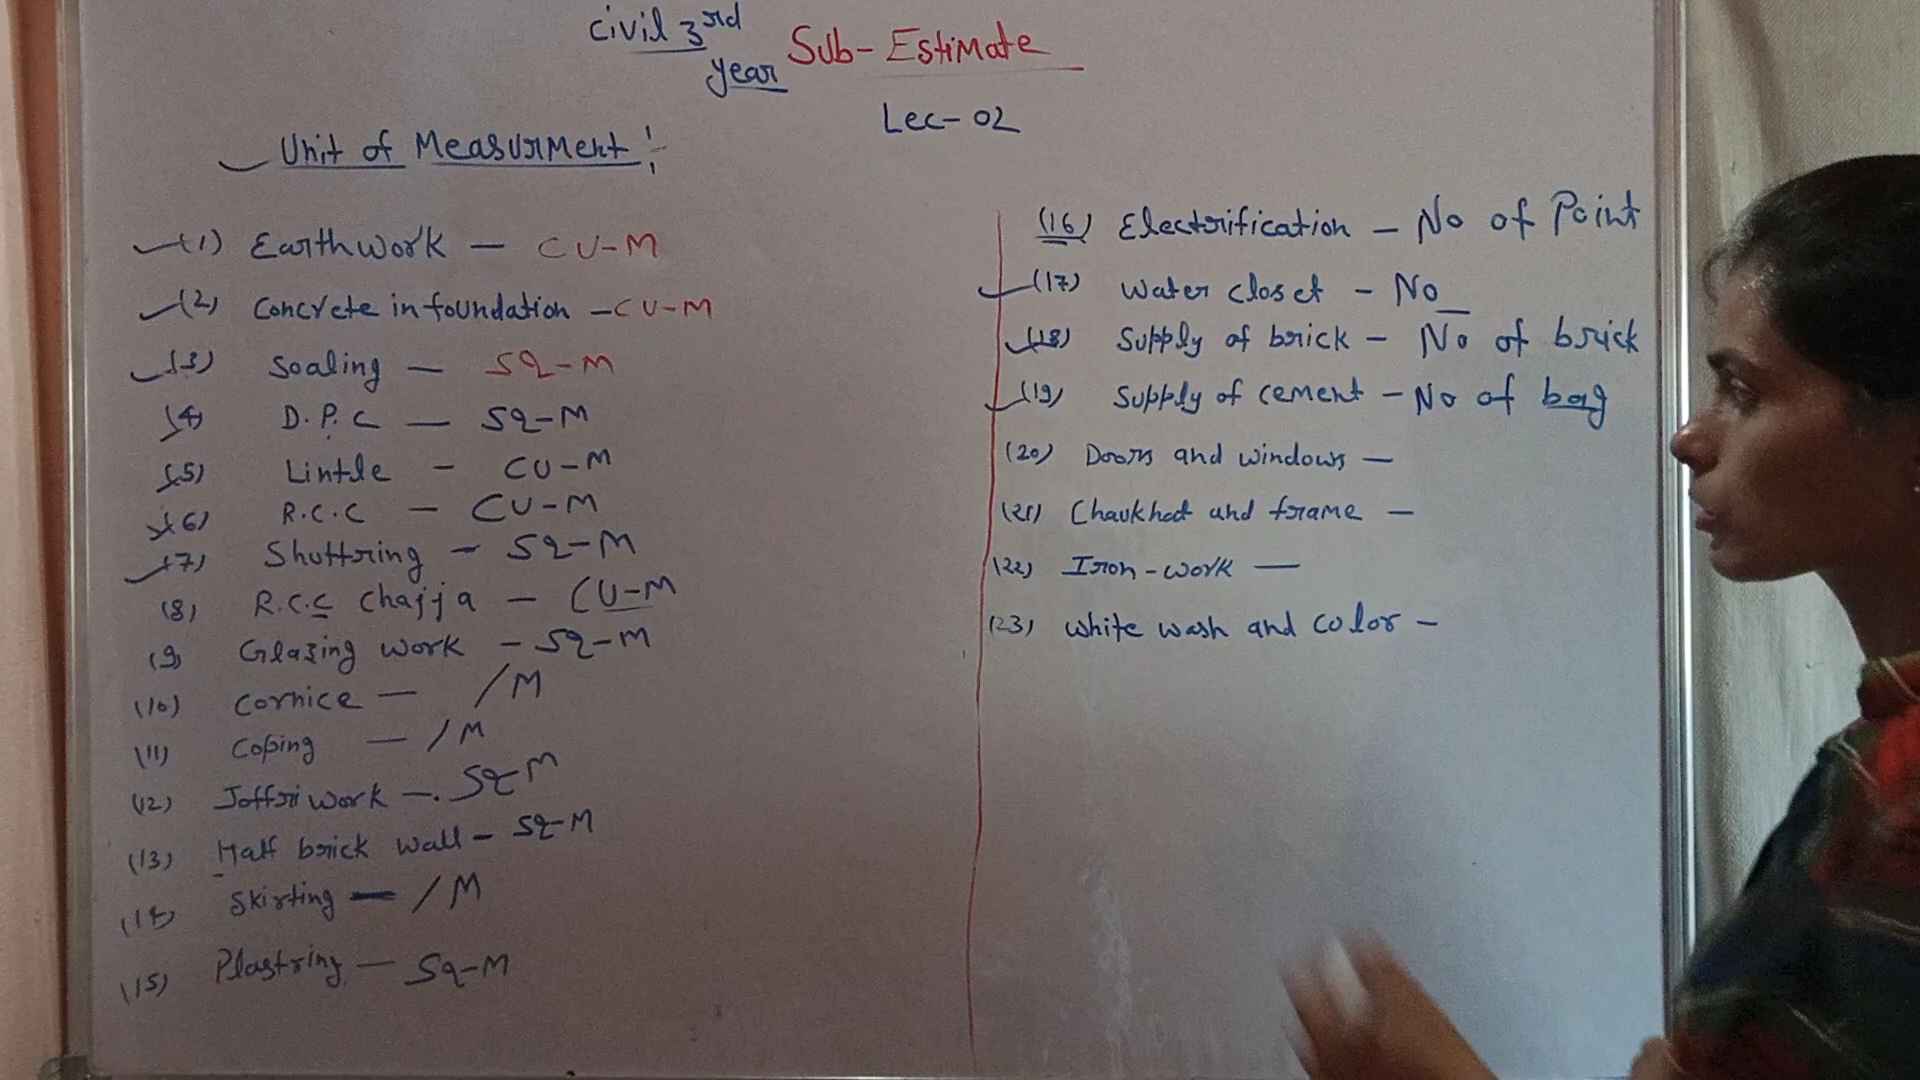 Civil 3rd year Sub-Estimate
Lec-02
Unit of Measurment :
(1) Earthwork - CU-M
(2) Concrete in foundation - CU-M
(3) Soaling - SQ-M
(4) D.P.C - SQ-M
(5) Lintle - CU-M
(6) R.C.C - CU-M
(7) Shuttring - SQ-M
(8) R.C.C Chajja - CU-M
(9) Glazing work - SQ-M
(10) Cornice - /M
(11) Coping - /M
(12) Joffri work - SQ M
(13) Half brick wall - SQ-M
(14) Skirting - /M
(15) Plastring - SQ-M
(16) Electrification - No of Point
(17) Water closet - No
(18) Supply of brick - No of brick
(19) Supply of cement - No of bag
(20) Doors and windows -
(21) Chaukhat and frame -
(22) Iron-work -
(23) White wash and color -